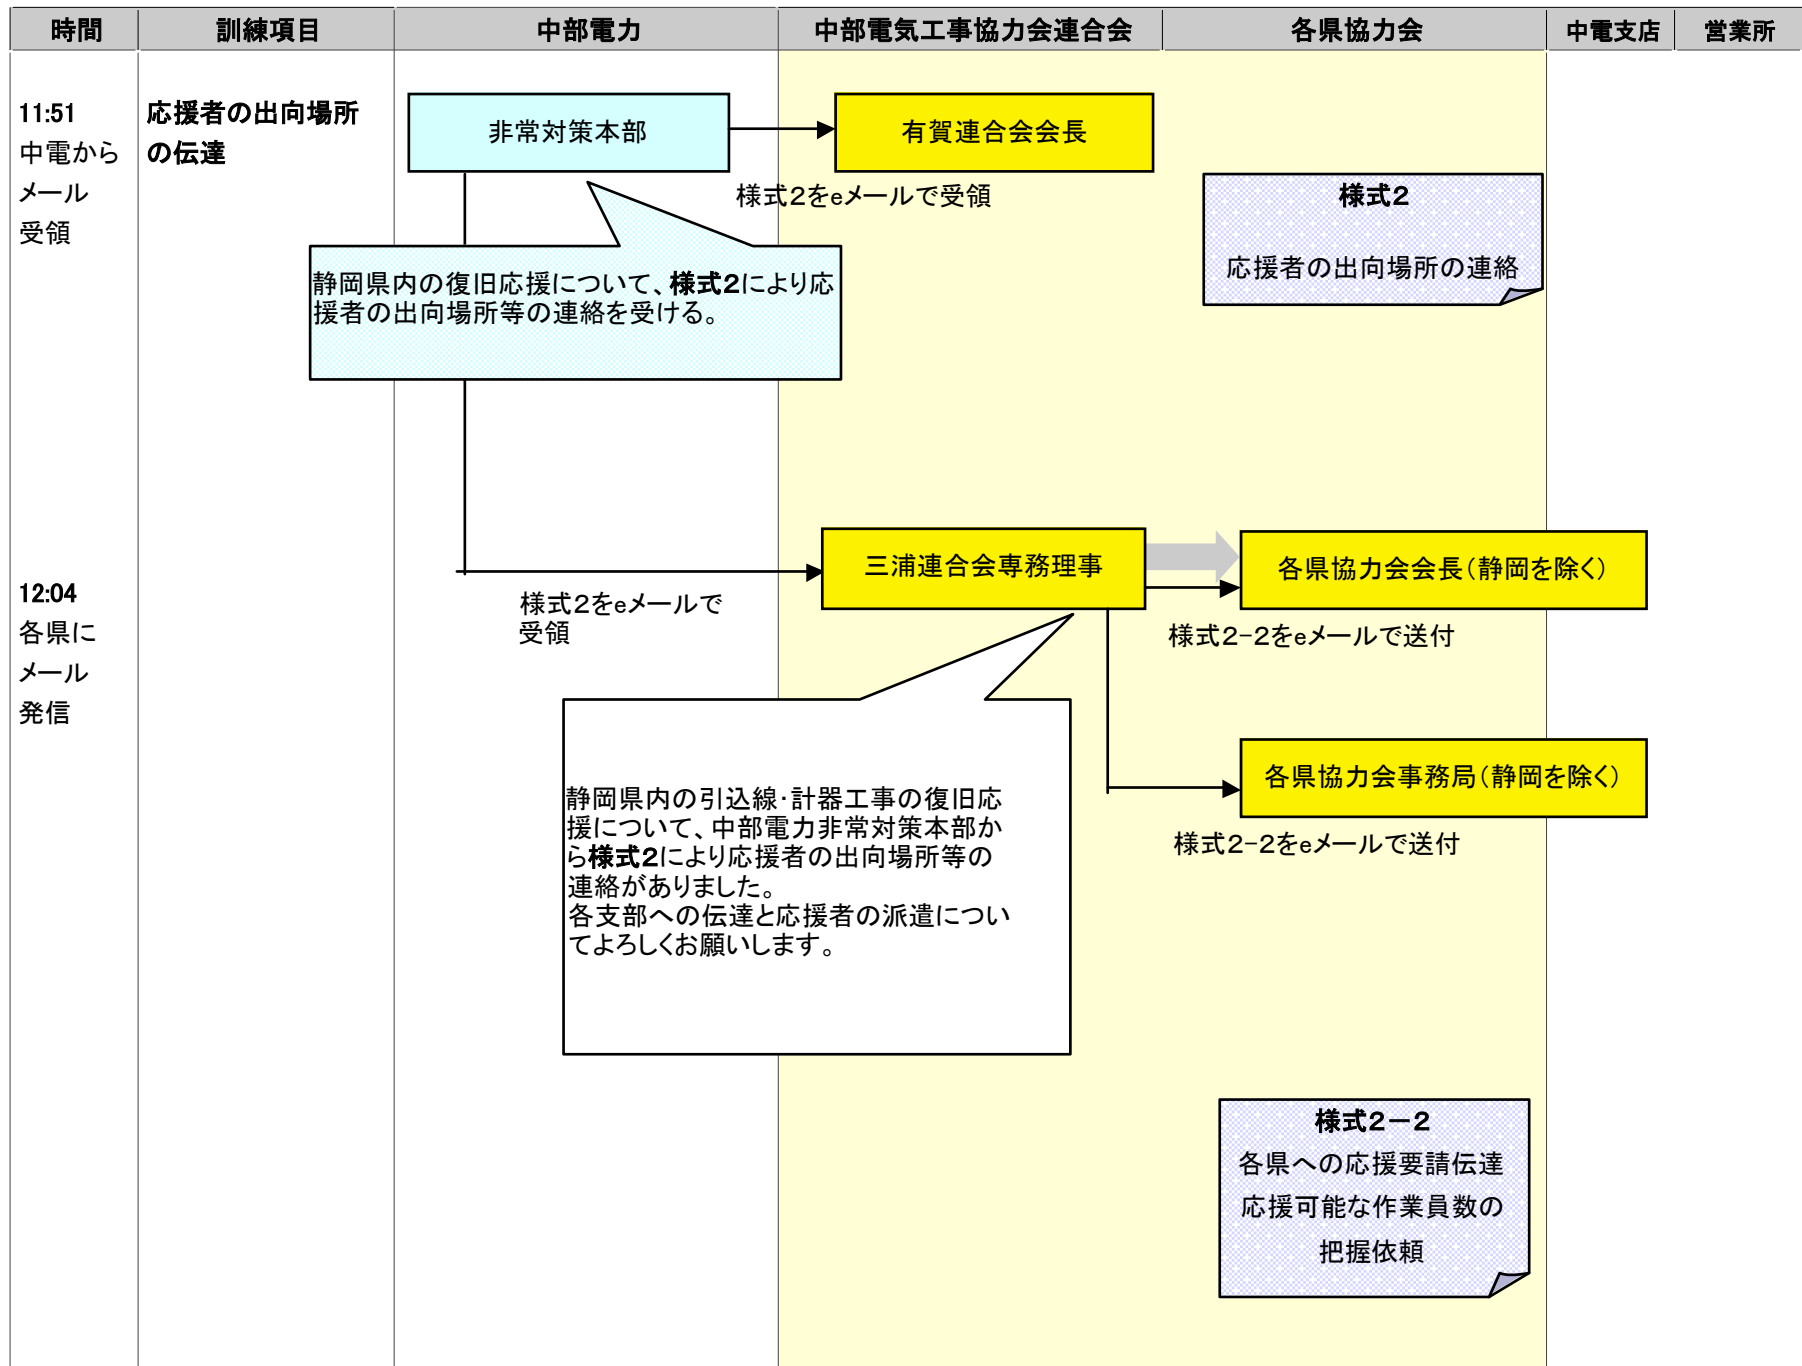 時間
訓練項目
中部電力
中部電気工事協力会連合会
各県協力会
中電支店
営業所
11:51
中電から
メール
受領
応援者の出向場所
の伝達
非常対策本部
有賀連合会会長
様式2をeメールで受領
様式2
応援者の出向場所の連絡
静岡県内の復旧応援について、様式2により応
援者の出向場所等の連絡を受ける。
12:04
各県に
メール
発信
三浦連合会専務理事
各県協力会会長(静岡を除く)
様式2をeメールで
受領
様式2-2をeメールで送付
各県協力会事務局(静岡を除く)
様式2-2をeメールで送付
静岡県内の引込線・計器工事の復旧応
援について、中部電力非常対策本部か
ら様式2により応援者の出向場所等の
連絡がありました。
各支部への伝達と応援者の派遣につい
てよろしくお願いします。
様式2－2
各県への応援要請伝達
応援可能な作業員数の
把握依頼